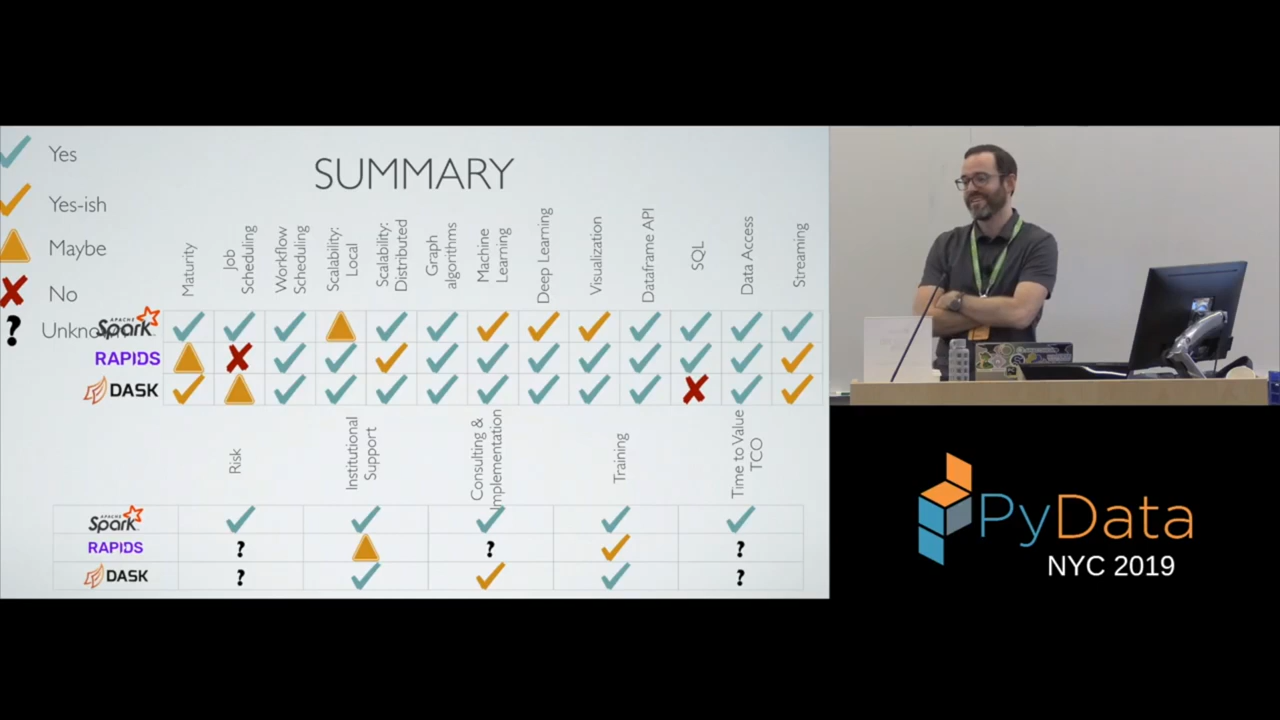 SUMMARY
Yes
Yes-ish
Maybe
No
Unknown
Maturity
Job
Scheduling
Workflow
Scheduling
Scalability:
Local
Scalability:
Distributed
Graph
algorithms
Machine
Learning
Deep Learning
Visualization
Dataframe API
SQL
Data Access
Streaming
APACHE
Spark
RAPIDS
DASK
Risk
Institutional
Support
Consulting &
Implementation
Training
Time to Value
TCO
APACHE
Spark
RAPIDS
? ? ?
DASK
? ?
PyData
NYC 2019